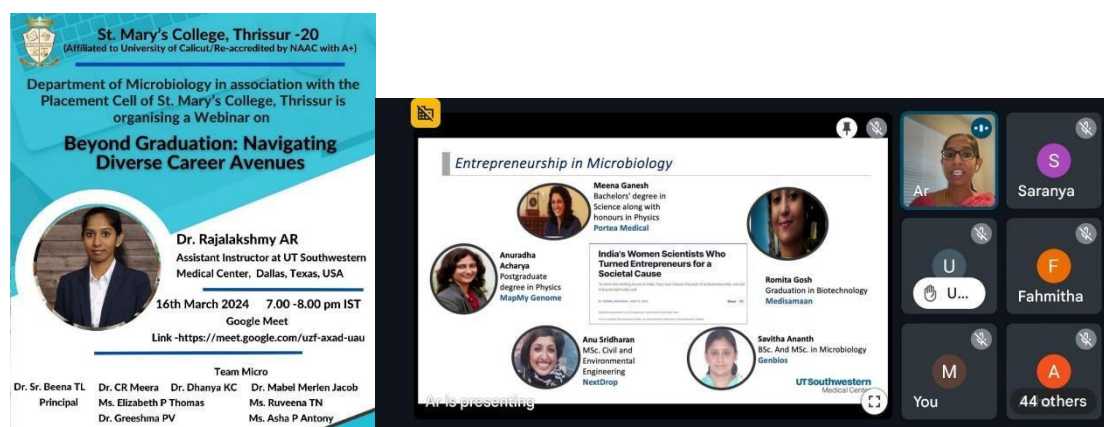 St. Mary's College, Thrissur -20
(Affiliated to University of Calicut/Re-accredited by NAAC with A+)
Department of Microbiology in association with the
Placement Cell of St. Mary's College, Thrissur is
organising a Webinar on
Beyond Graduation: Navigating
Diverse Career Avenues
Dr. Rajalakshmy AR
Assistant Instructor at UT Southwestern
Medical Center, Dallas, Texas, USA
16th March 2024 7.00 -8.00 pm IST
Google Meet
Link -https://meet.google.com/uzf-axad-uau
Team Micro
Dr. Sr. Beena TL Dr. CR Meera Dr. Dhanya KC Dr. Mabel Merlen Jacob
Principal Ms. Elizabeth P Thomas Ms. Ruveena TN
Dr. Greeshma PV Ms. Asha P Antony
Entrepreneurship in Microbiology
Meena Ganesh
Bachelors' degree in
Science along with
honours in Physics
Portea Medical
Anuradha
Acharya
Postgraduate
degree in Physics
MapMy Genome
India's Women Scientists Who
Turned Entrepreneurs for a
Societal Cause
Romita Gosh
Graduation in Biotechnology
Medisamaan
Anu Sridharan
MSc. Civil and
Environmental
Engineering
NextDrop
Savitha Ananth
BSc. And MSc. in Microbiology
Genbios
UTSouthwestern
Medical Center
Ar is presenting
Ar
S
Saranya
U
U...
F
Fahmitha
M
You
A
44 others